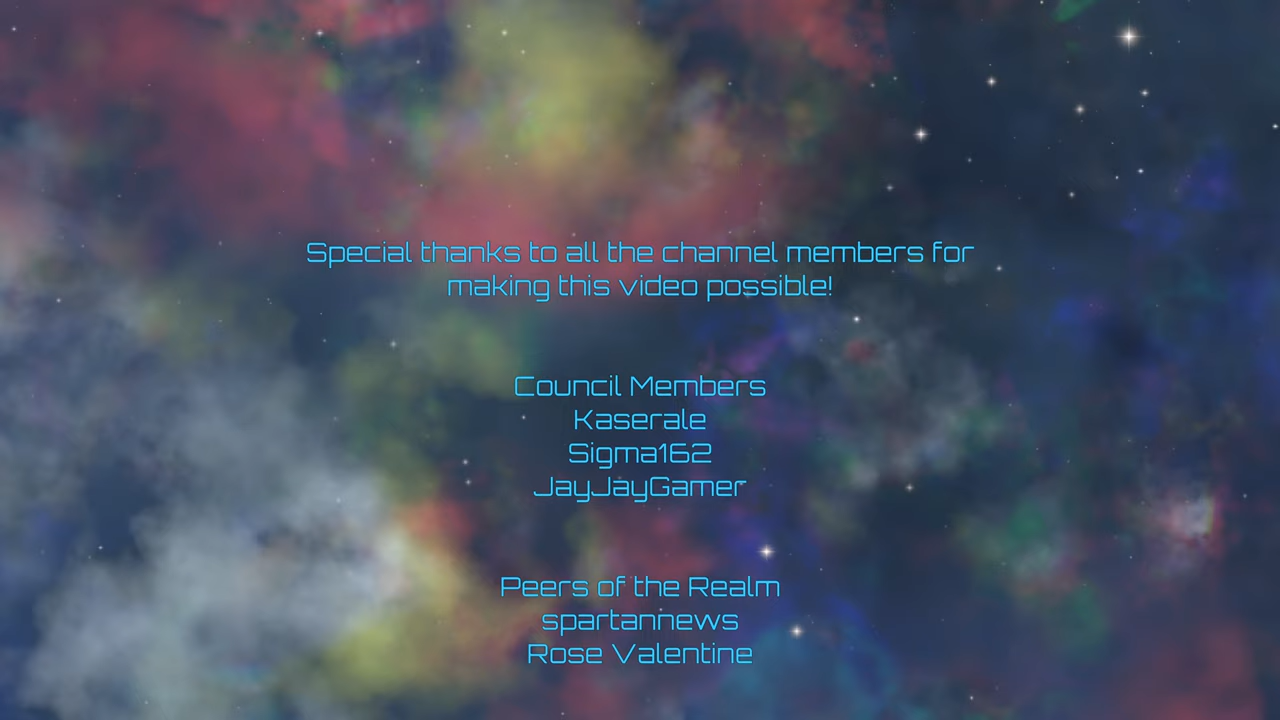 Special thanks to all the channel members for
making this video possible!
Council Members
Kaserale
Sigma162
JayJayGamer
Peers of the Realm
spartannews
Rose Valentine